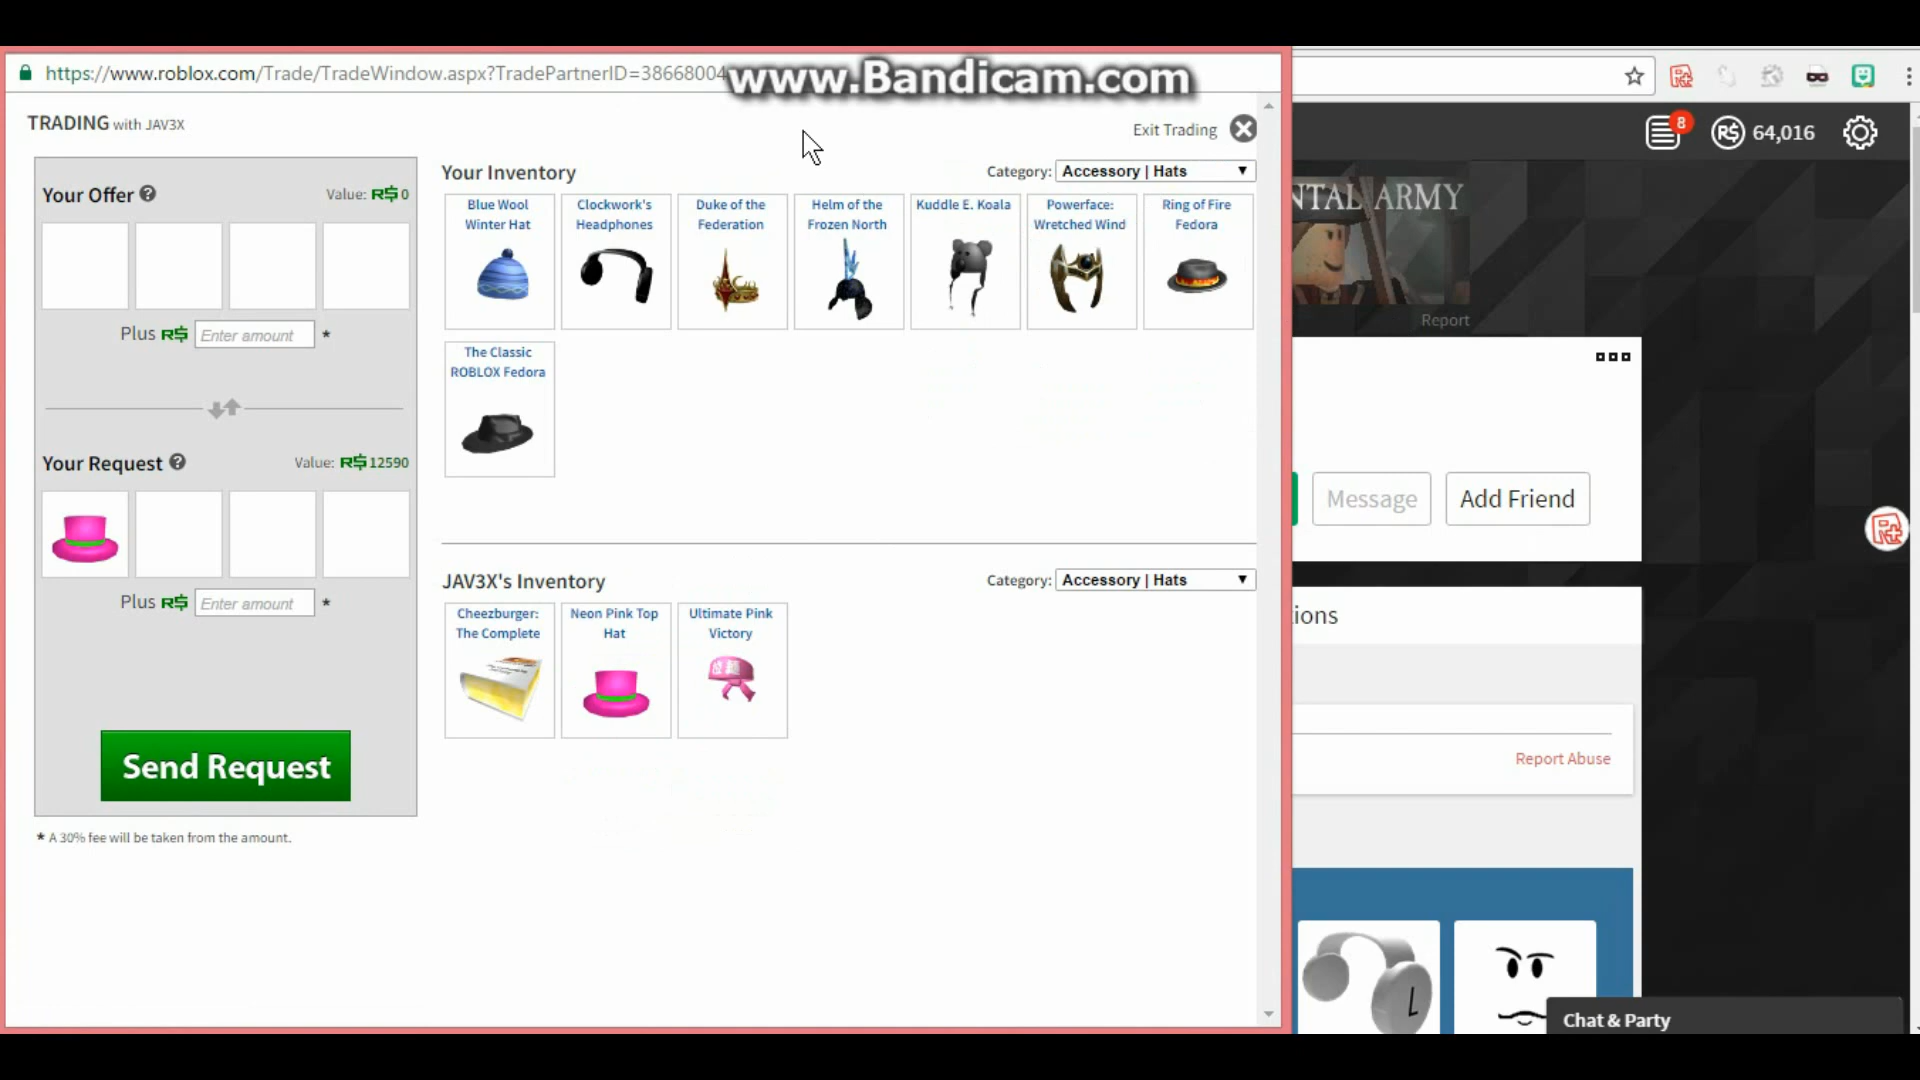 https://www.roblox.com/Trade/TradeWindow.aspx?TradePartnerID=38668004
www.Bandicam.com
8
R$ 64,016
TRADING with JAV3X
Exit Trading
Your Offer ?
Value: R$ 0
Plus R$ Enter amount *
Your Request ?
Value: R$ 12590
Plus R$ Enter amount *
Send Request
* A 30% fee will be taken from the amount.
Your Inventory
Category: Accessory | Hats
Blue Wool
Winter Hat
Clockwork's
Headphones
Duke of the
Federation
Helm of the
Frozen North
Kuddle E. Koala
Powerface:
Wretched Wind
Ring of Fire
Fedora
The Classic
ROBLOX Fedora
JAV3X's Inventory
Category: Accessory | Hats
Cheezburger:
The Complete
Neon Pink Top
Hat
Ultimate Pink
Victory
NTAL ARMY
Report
Message
Add Friend
tions
Report Abuse
L
Chat & Party